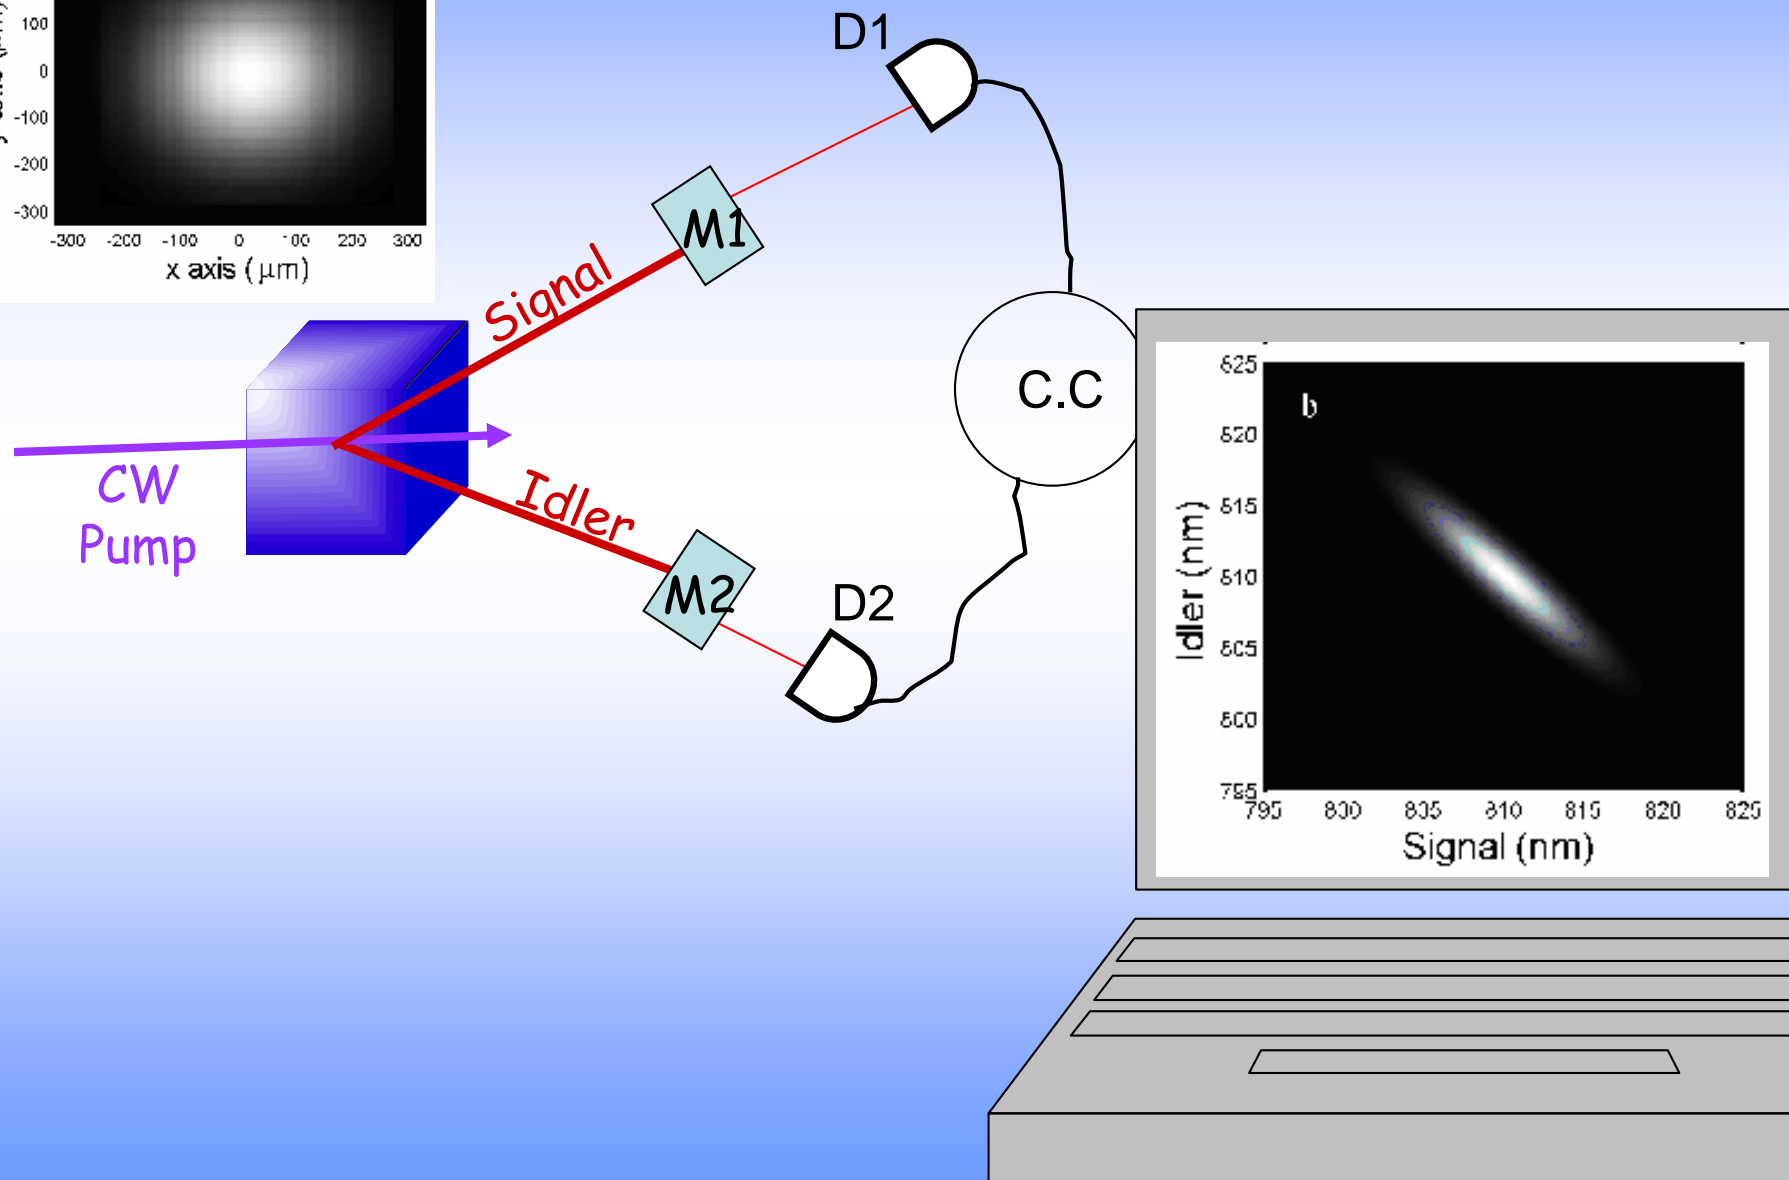 100
0
-100
-200
-300
-300 -200 -100 0 100 200 300
x axis (μm)
D1
M1
Signal
C.C
CW
Pump
Idler
M2
D2
b
Idler (nm)
825
820
815
810
805
800
795
795 800 805 810 815 820 825
Signal (nm)